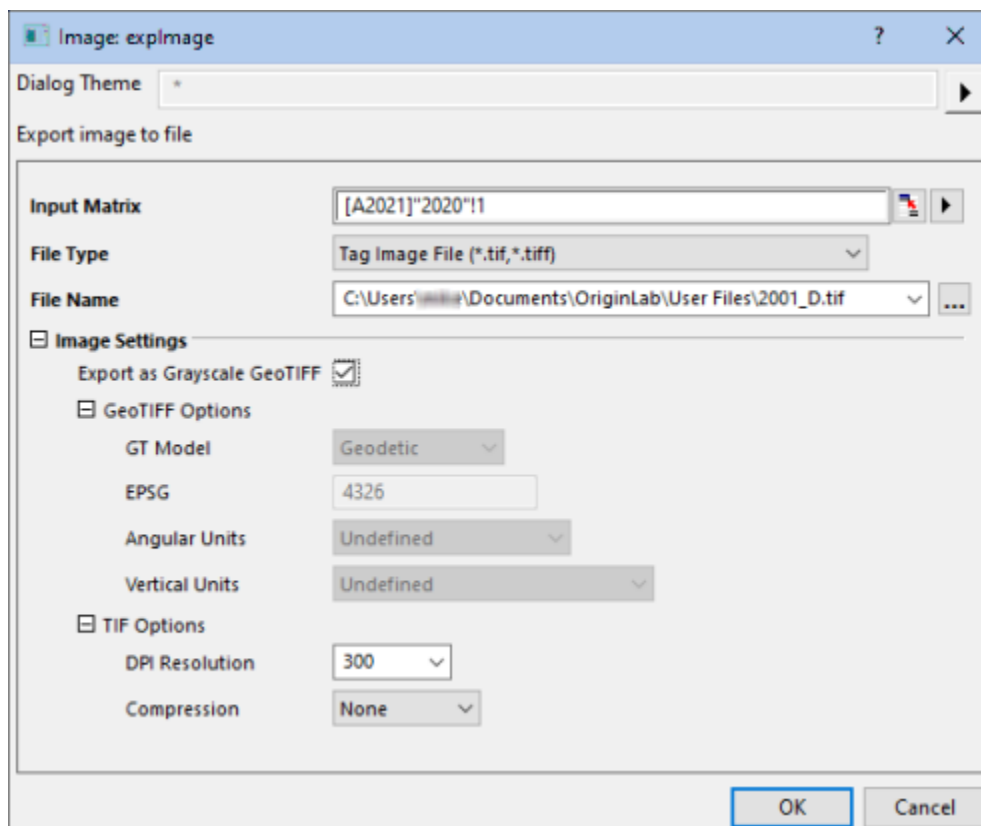 Image: expImage ?
Dialog Theme *
Export image to file
Input Matrix [A2021]"2020"!1
File Type Tag Image File (*.tif,*.tiff)
File Name C:\Users\ \Documents\OriginLab\User Files\2001_D.tif ...
Image Settings
Export as Grayscale GeoTIFF
GeoTIFF Options
GT Model Geodetic
EPSG 4326
Angular Units Undefined
Vertical Units Undefined
TIF Options
DPI Resolution 300
Compression None
OK Cancel